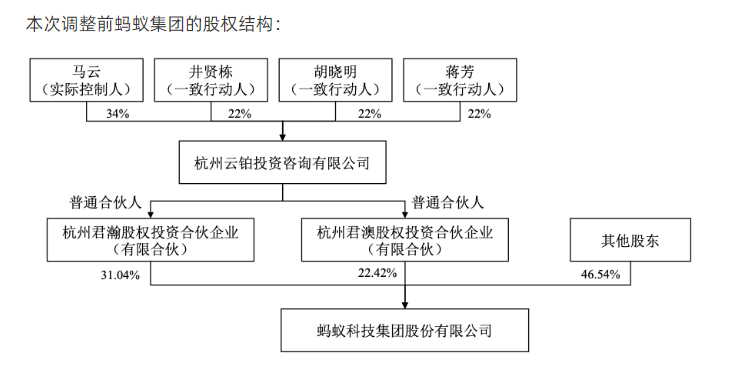 本次调整前蚂蚁集团的股权结构：
马云
（实际控制人）
井贤栋
（一致行动人）
胡晓明
（一致行动人）
蒋芳
（一致行动人）
34%
22%
22%
22%
杭州云铂投资咨询有限公司
普通合伙人
普通合伙人
杭州君瀚股权投资合伙企业
（有限合伙）
杭州君澳股权投资合伙企业
（有限合伙）
其他股东
31.04%
22.42%
46.54%
蚂蚁科技集团股份有限公司